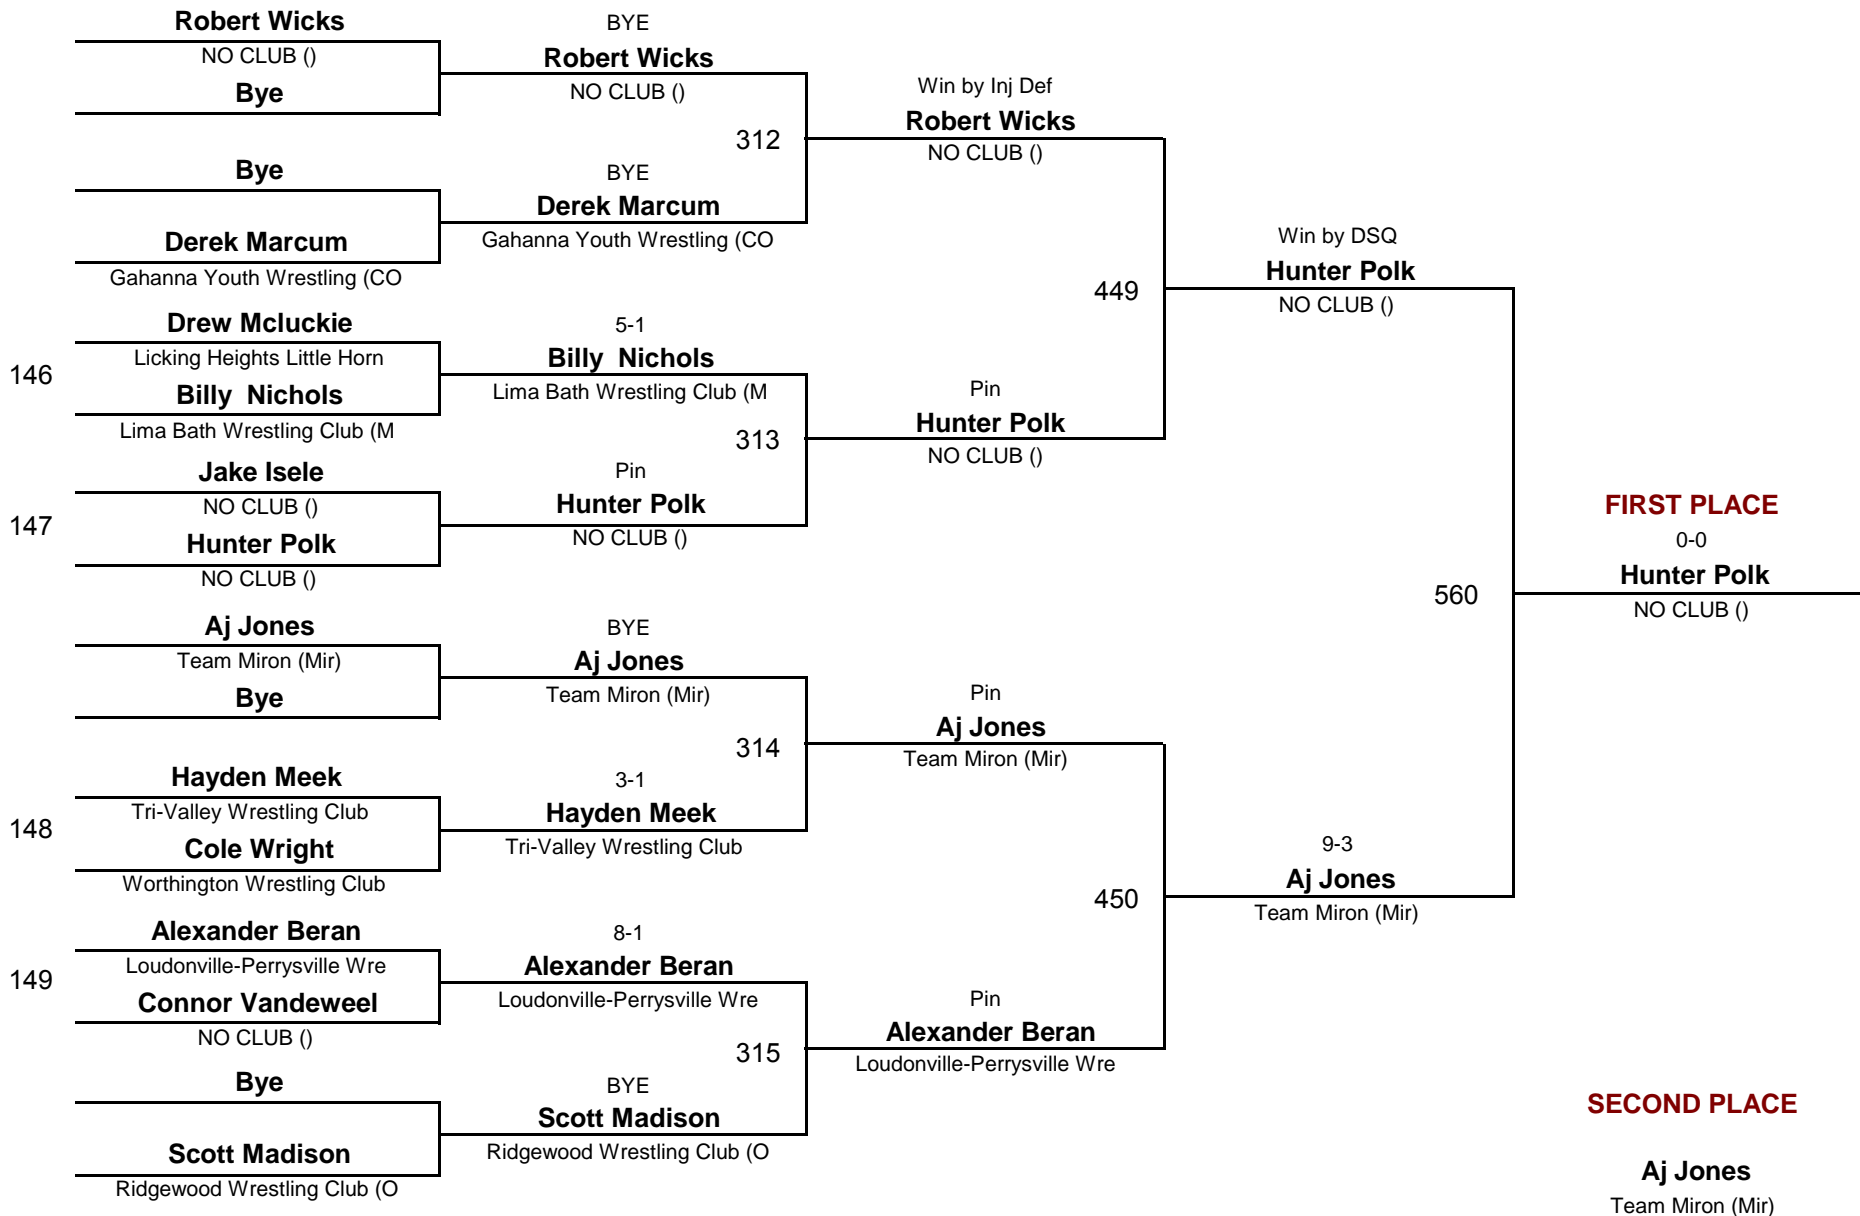 Robert Wicks
NO CLUB ()
Bye
Bye
Derek Marcum
Gahanna Youth Wrestling (CO
146
Drew Mcluckie
Licking Heights Little Horn
Billy  Nichols
Lima Bath Wrestling Club (M
147
Jake Isele
NO CLUB ()
Hunter Polk
NO CLUB ()
Aj Jones
Team Miron (Mir)
Bye
148
Hayden Meek
Tri-Valley Wrestling Club
Cole Wright
Worthington Wrestling Club
149
Alexander Beran
Loudonville-Perrysville Wre
Connor Vandeweel
NO CLUB ()
Bye
Scott Madison
Ridgewood Wrestling Club (O
BYE
Robert Wicks
NO CLUB ()
312
BYE
Derek Marcum
Gahanna Youth Wrestling (CO
5-1
Billy  Nichols
Lima Bath Wrestling Club (M
313
Pin
Hunter Polk
NO CLUB ()
BYE
Aj Jones
Team Miron (Mir)
314
3-1
Hayden Meek
Tri-Valley Wrestling Club
8-1
Alexander Beran
Loudonville-Perrysville Wre
315
BYE
Scott Madison
Ridgewood Wrestling Club (O
Win by Inj Def
Robert Wicks
NO CLUB ()
449
Pin
Hunter Polk
NO CLUB ()
Pin
Aj Jones
Team Miron (Mir)
450
Pin
Alexander Beran
Loudonville-Perrysville Wre
Win by DSQ
Hunter Polk
NO CLUB ()
560
9-3
Aj Jones
Team Miron (Mir)
FIRST PLACE
0-0
Hunter Polk
NO CLUB ()
SECOND PLACE
Aj Jones
Team Miron (Mir)